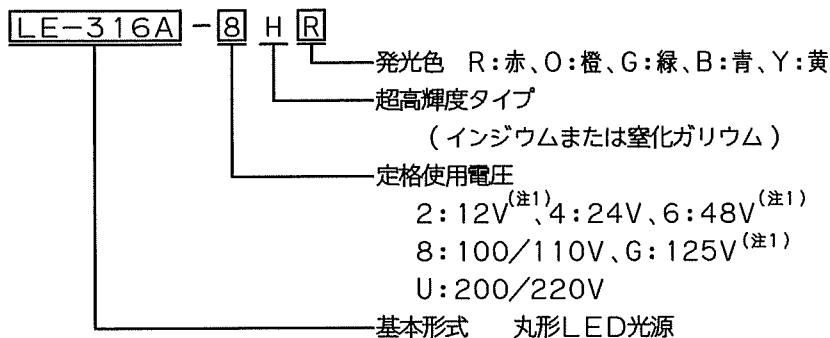 LE-316A-8HR
発光色 R:赤、O:橙、G:緑、B:青、Y:黄
超高輝度タイプ
(インジウムまたは窒化ガリウム)
定格使用電圧
2:12V(注1)、4:24V、6:48V(注1)
8:100/110V、G:125V(注1)
U:200/220V
基本形式 丸形LED光源